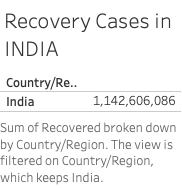 Recovery Cases in
INDIA
Country/Re..
India 1,142,606,086
Sum of Recovered broken down
by Country/Region. The view is
filtered on Country/Region,
which keeps India.